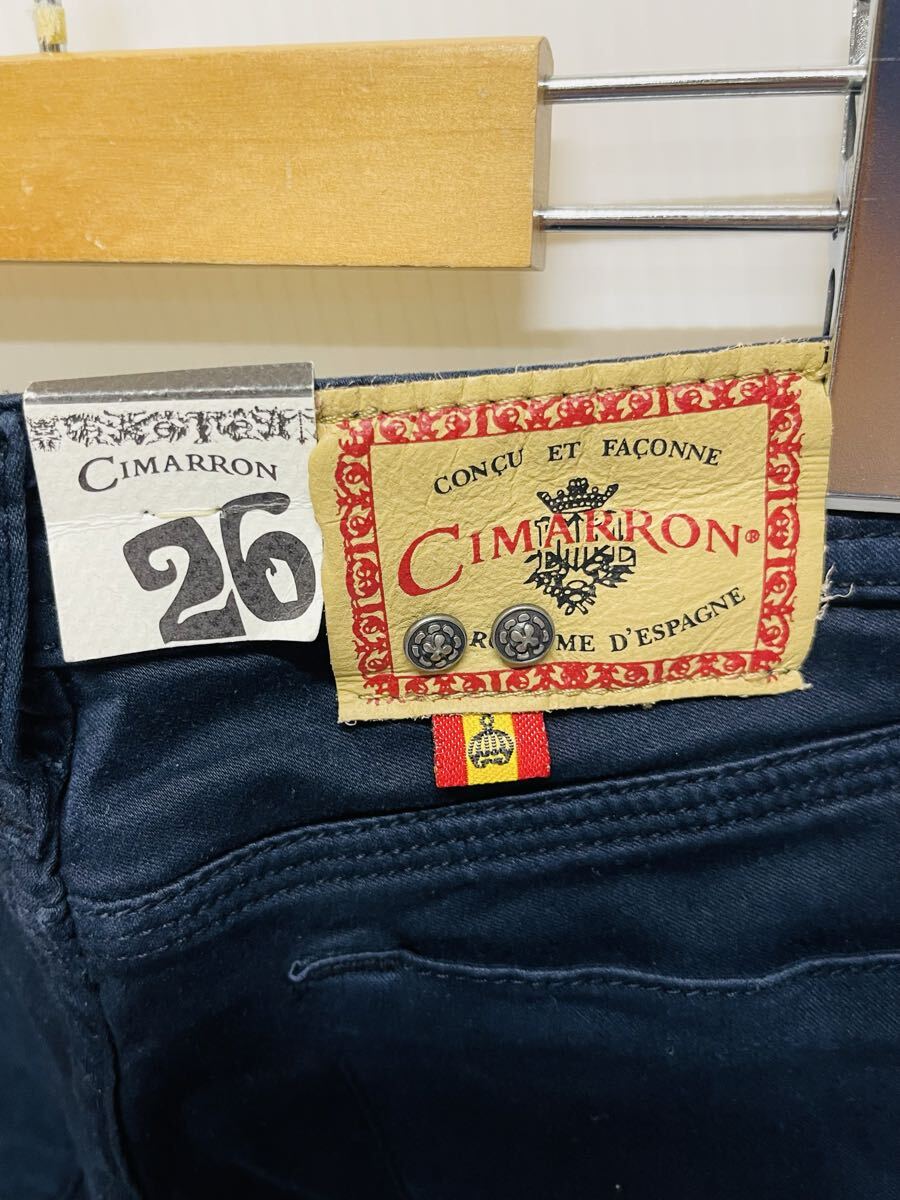 CIMARRON
26
CONÇU ET FAÇONNE
CIMARRON®
ME D'ESPAGNE